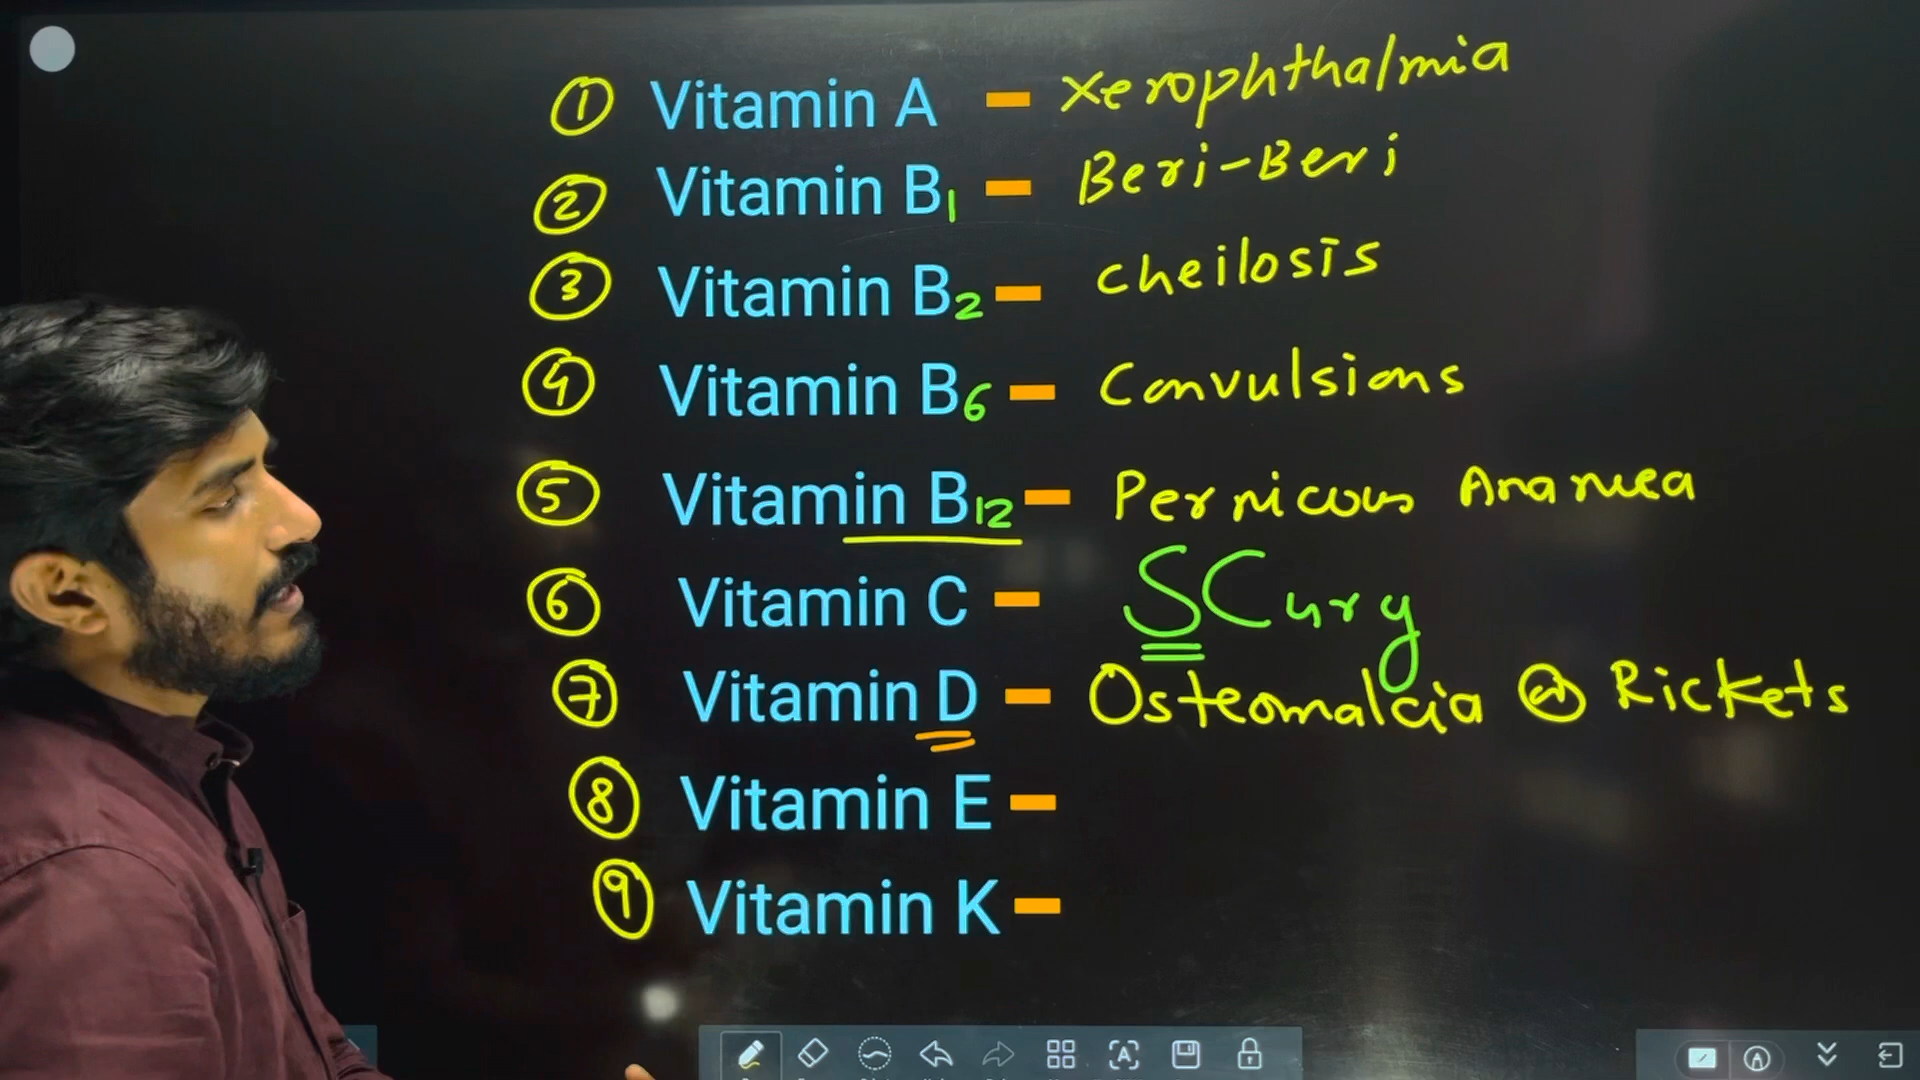 ① Vitamin A - Xerophthalmia
② Vitamin B1 - Beri-Beri
③ Vitamin B2 - Cheilosis
④ Vitamin B6 - Convulsions
⑤ Vitamin B12 - Pernicous
⑥ Vitamin C - SCury
⑦ Vitamin D - Osteomalcia Rickets
⑧ Vitamin E -
⑨ Vitamin K -